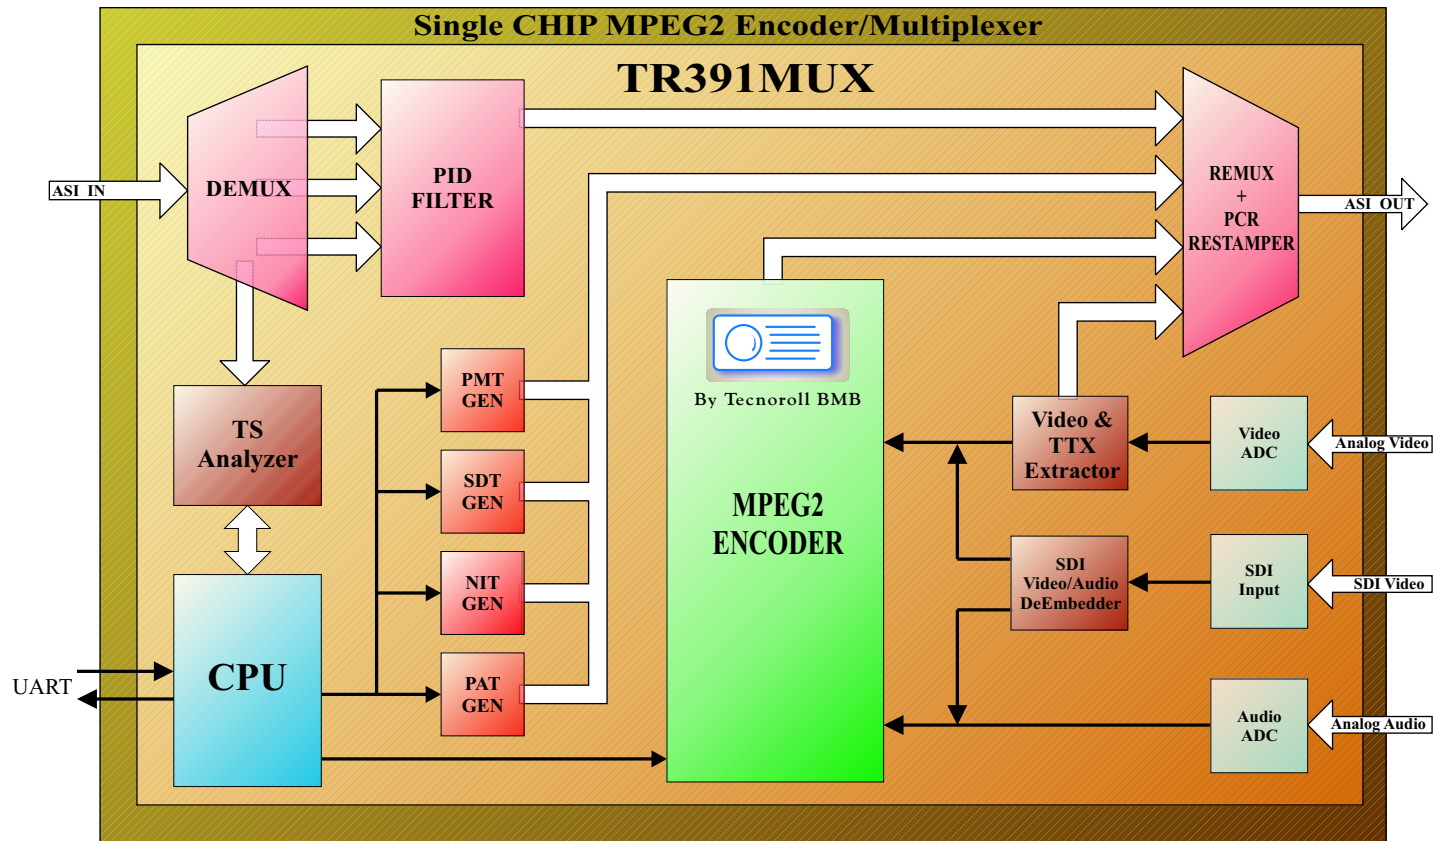 Single CHIP MPEG2 Encoder/Multiplexer
TR391MUX
ASI IN
DEMUX
PID
FILTER
REMUX
+
PCR
RESTAMPER
ASI OUT
TS
Analyzer
PMT
GEN
SDT
GEN
NIT
GEN
PAT
GEN
CPU
UART
By Tecnoroll BMB
MPEG2
ENCODER
Video &
TTX
Extractor
Video
ADC
Analog Video
SDI
Video/Audio
DeEmbedder
SDI
Input
SDI Video
Audio
ADC
Analog Audio